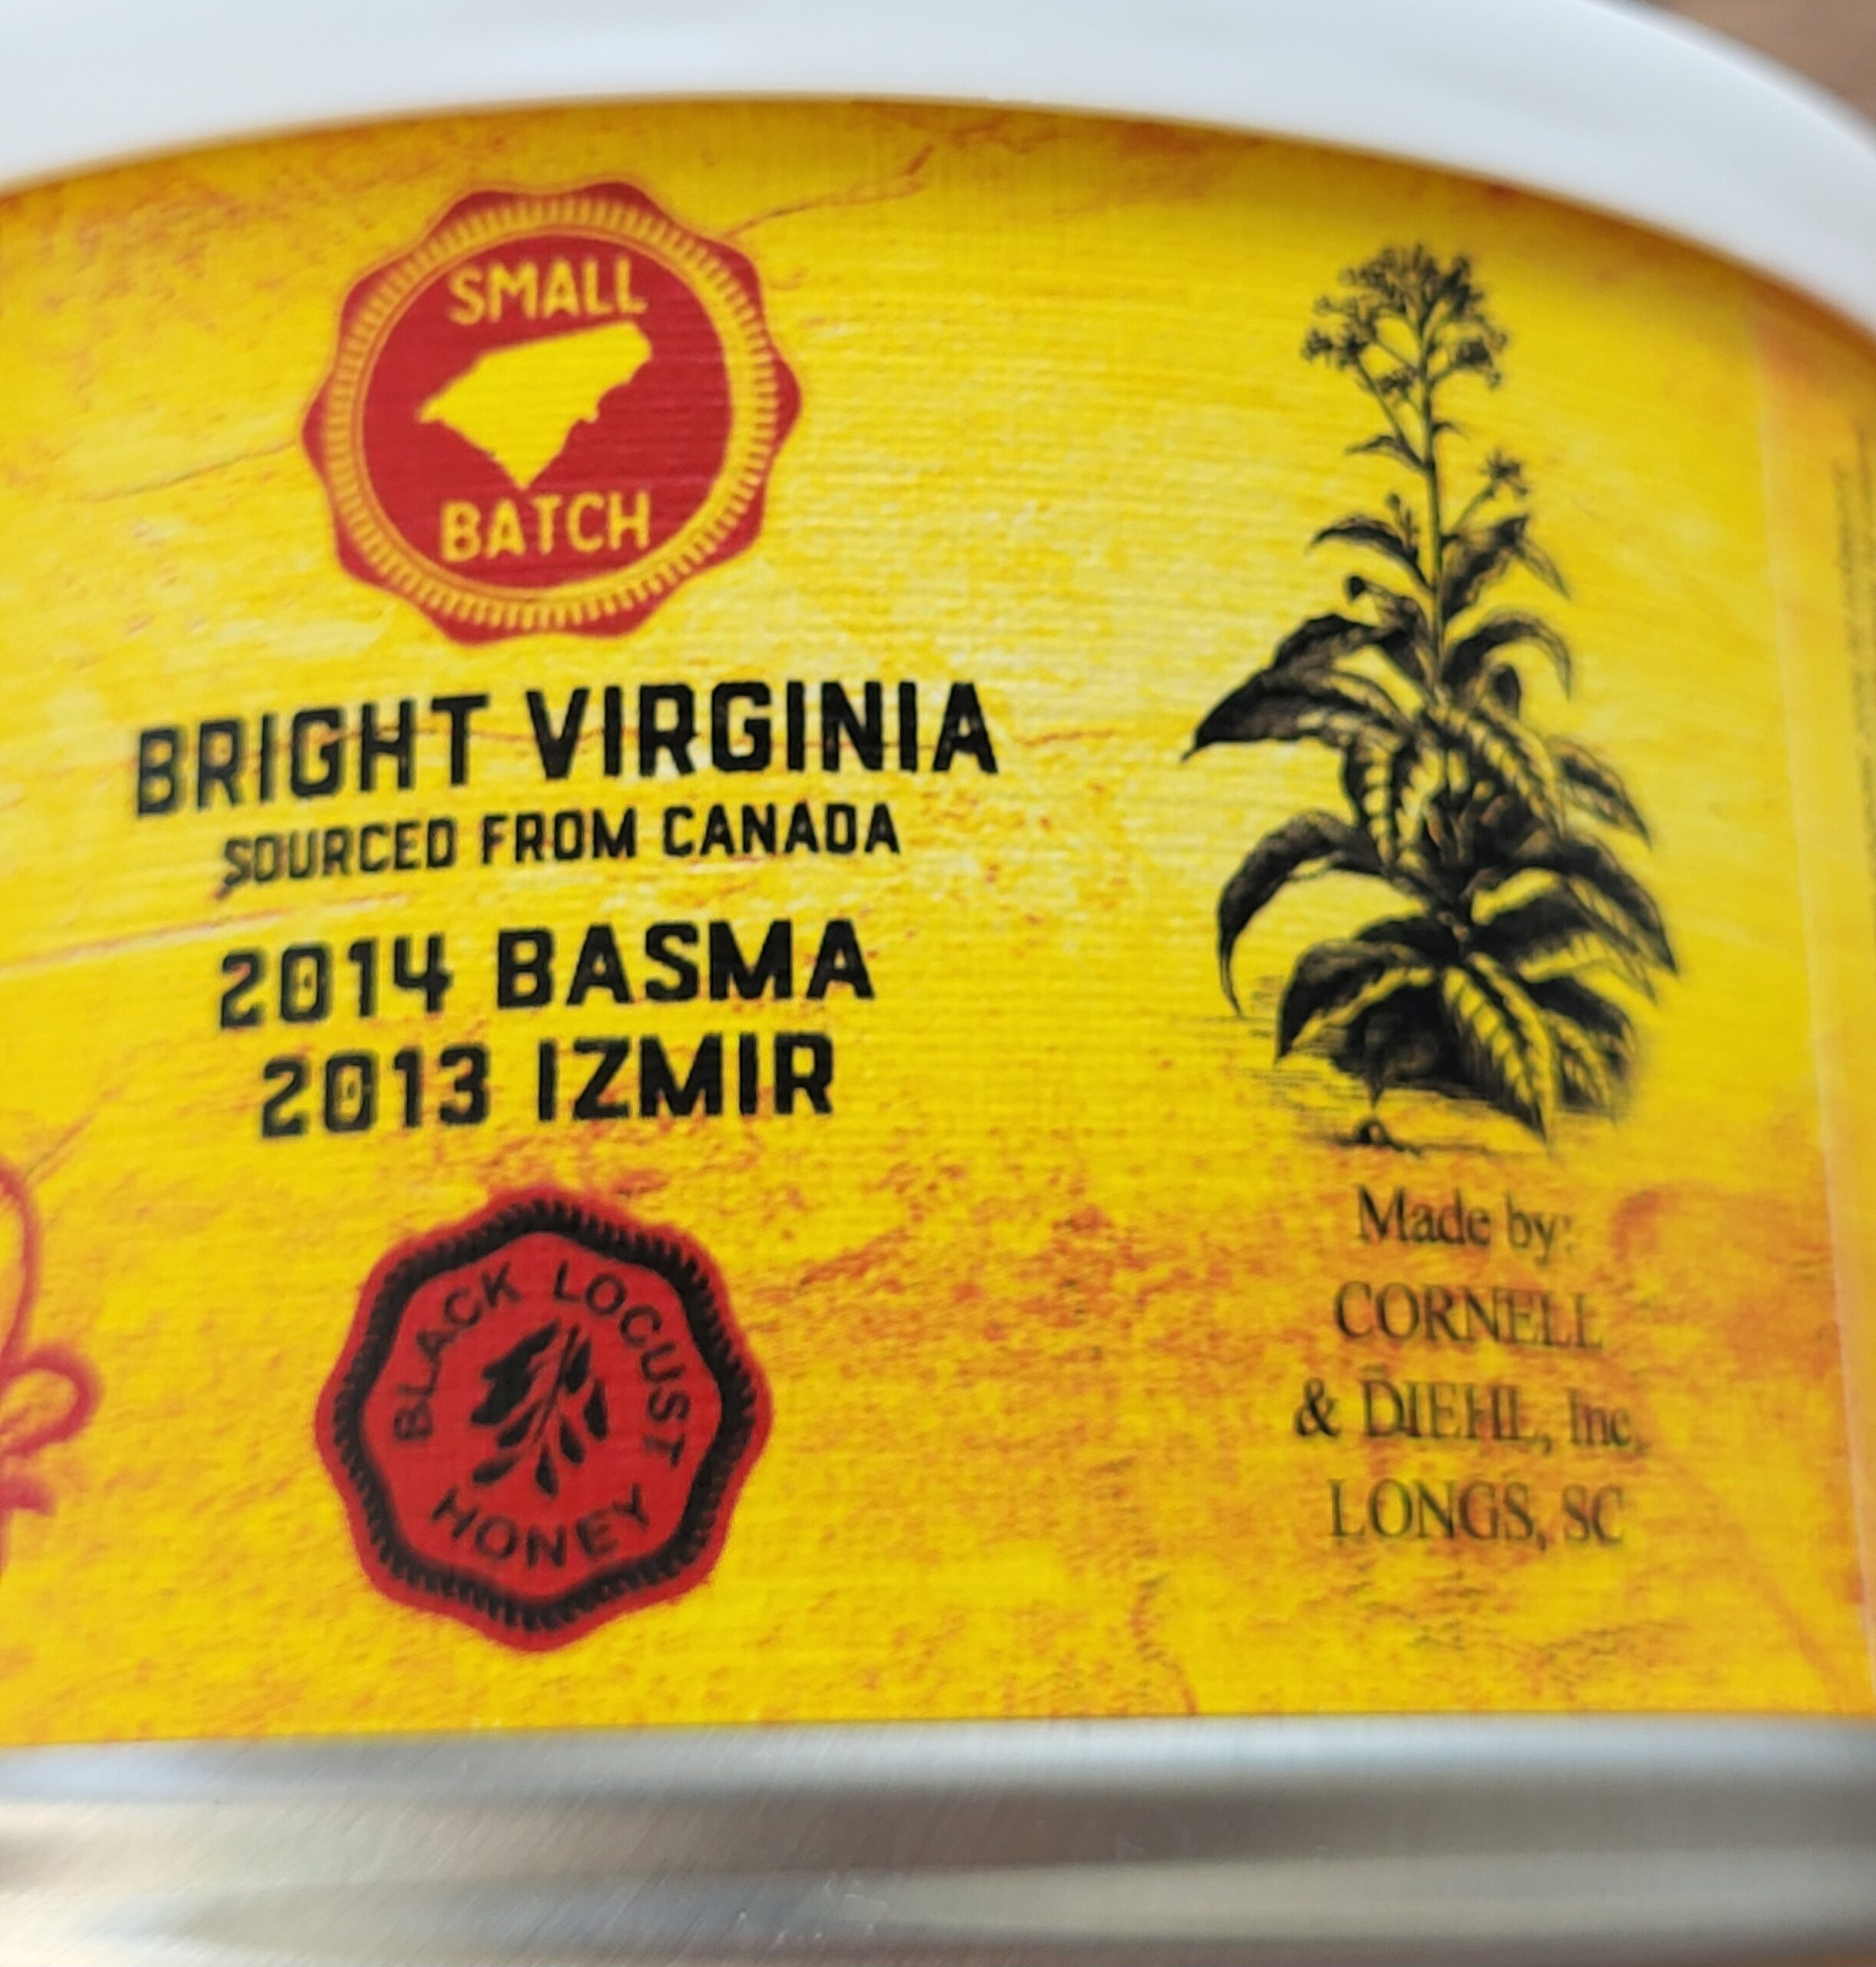 SMALL
BATCH
BRIGHT VIRGINIA
SOURCED FROM CANADA
2014 BASMA
2013 IZMIR
BLACK LOCUST
HONEY
Made by:
CORNELL
& DIEHL, Inc.
LONGS, SC